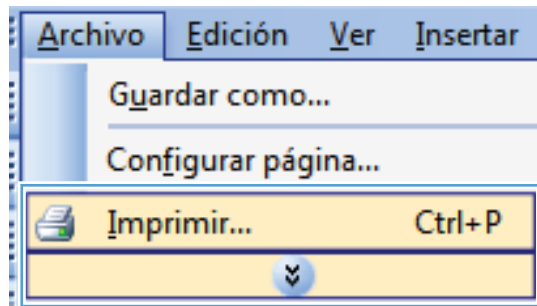 Archivo Edición Ver Insertar
Guardar como...
Configurar página...
Imprimir... Ctrl+P